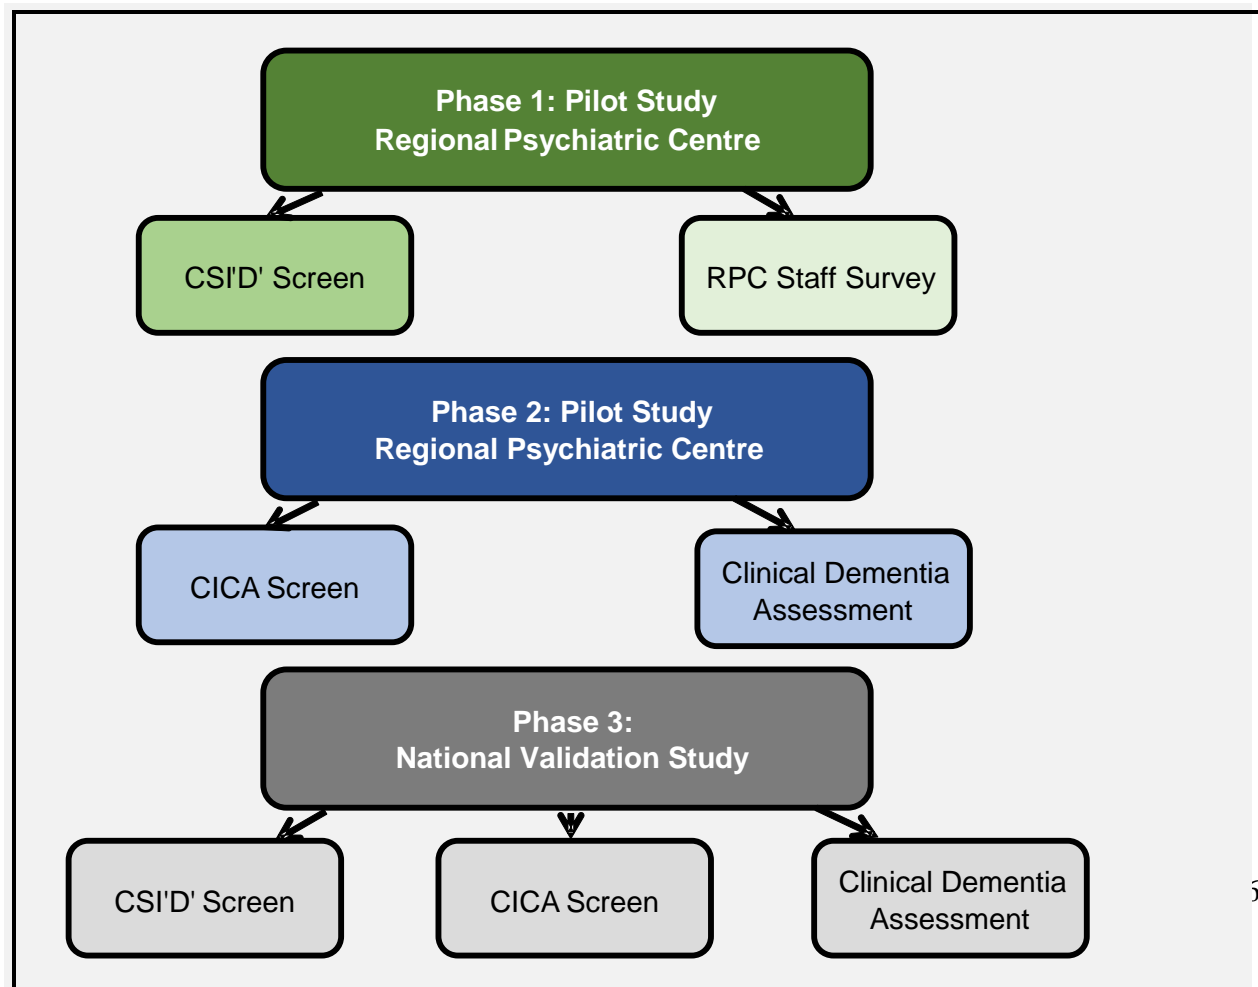 Phase 1: Pilot Study
Regional Psychiatric Centre
CSI'D' Screen
RPC Staff Survey
Phase 2: Pilot Study
Regional Psychiatric Centre
CICA Screen
Clinical Dementia
Assessment
Phase 3:
National Validation Study
CSI'D' Screen
CICA Screen
Clinical Dementia
Assessment
6